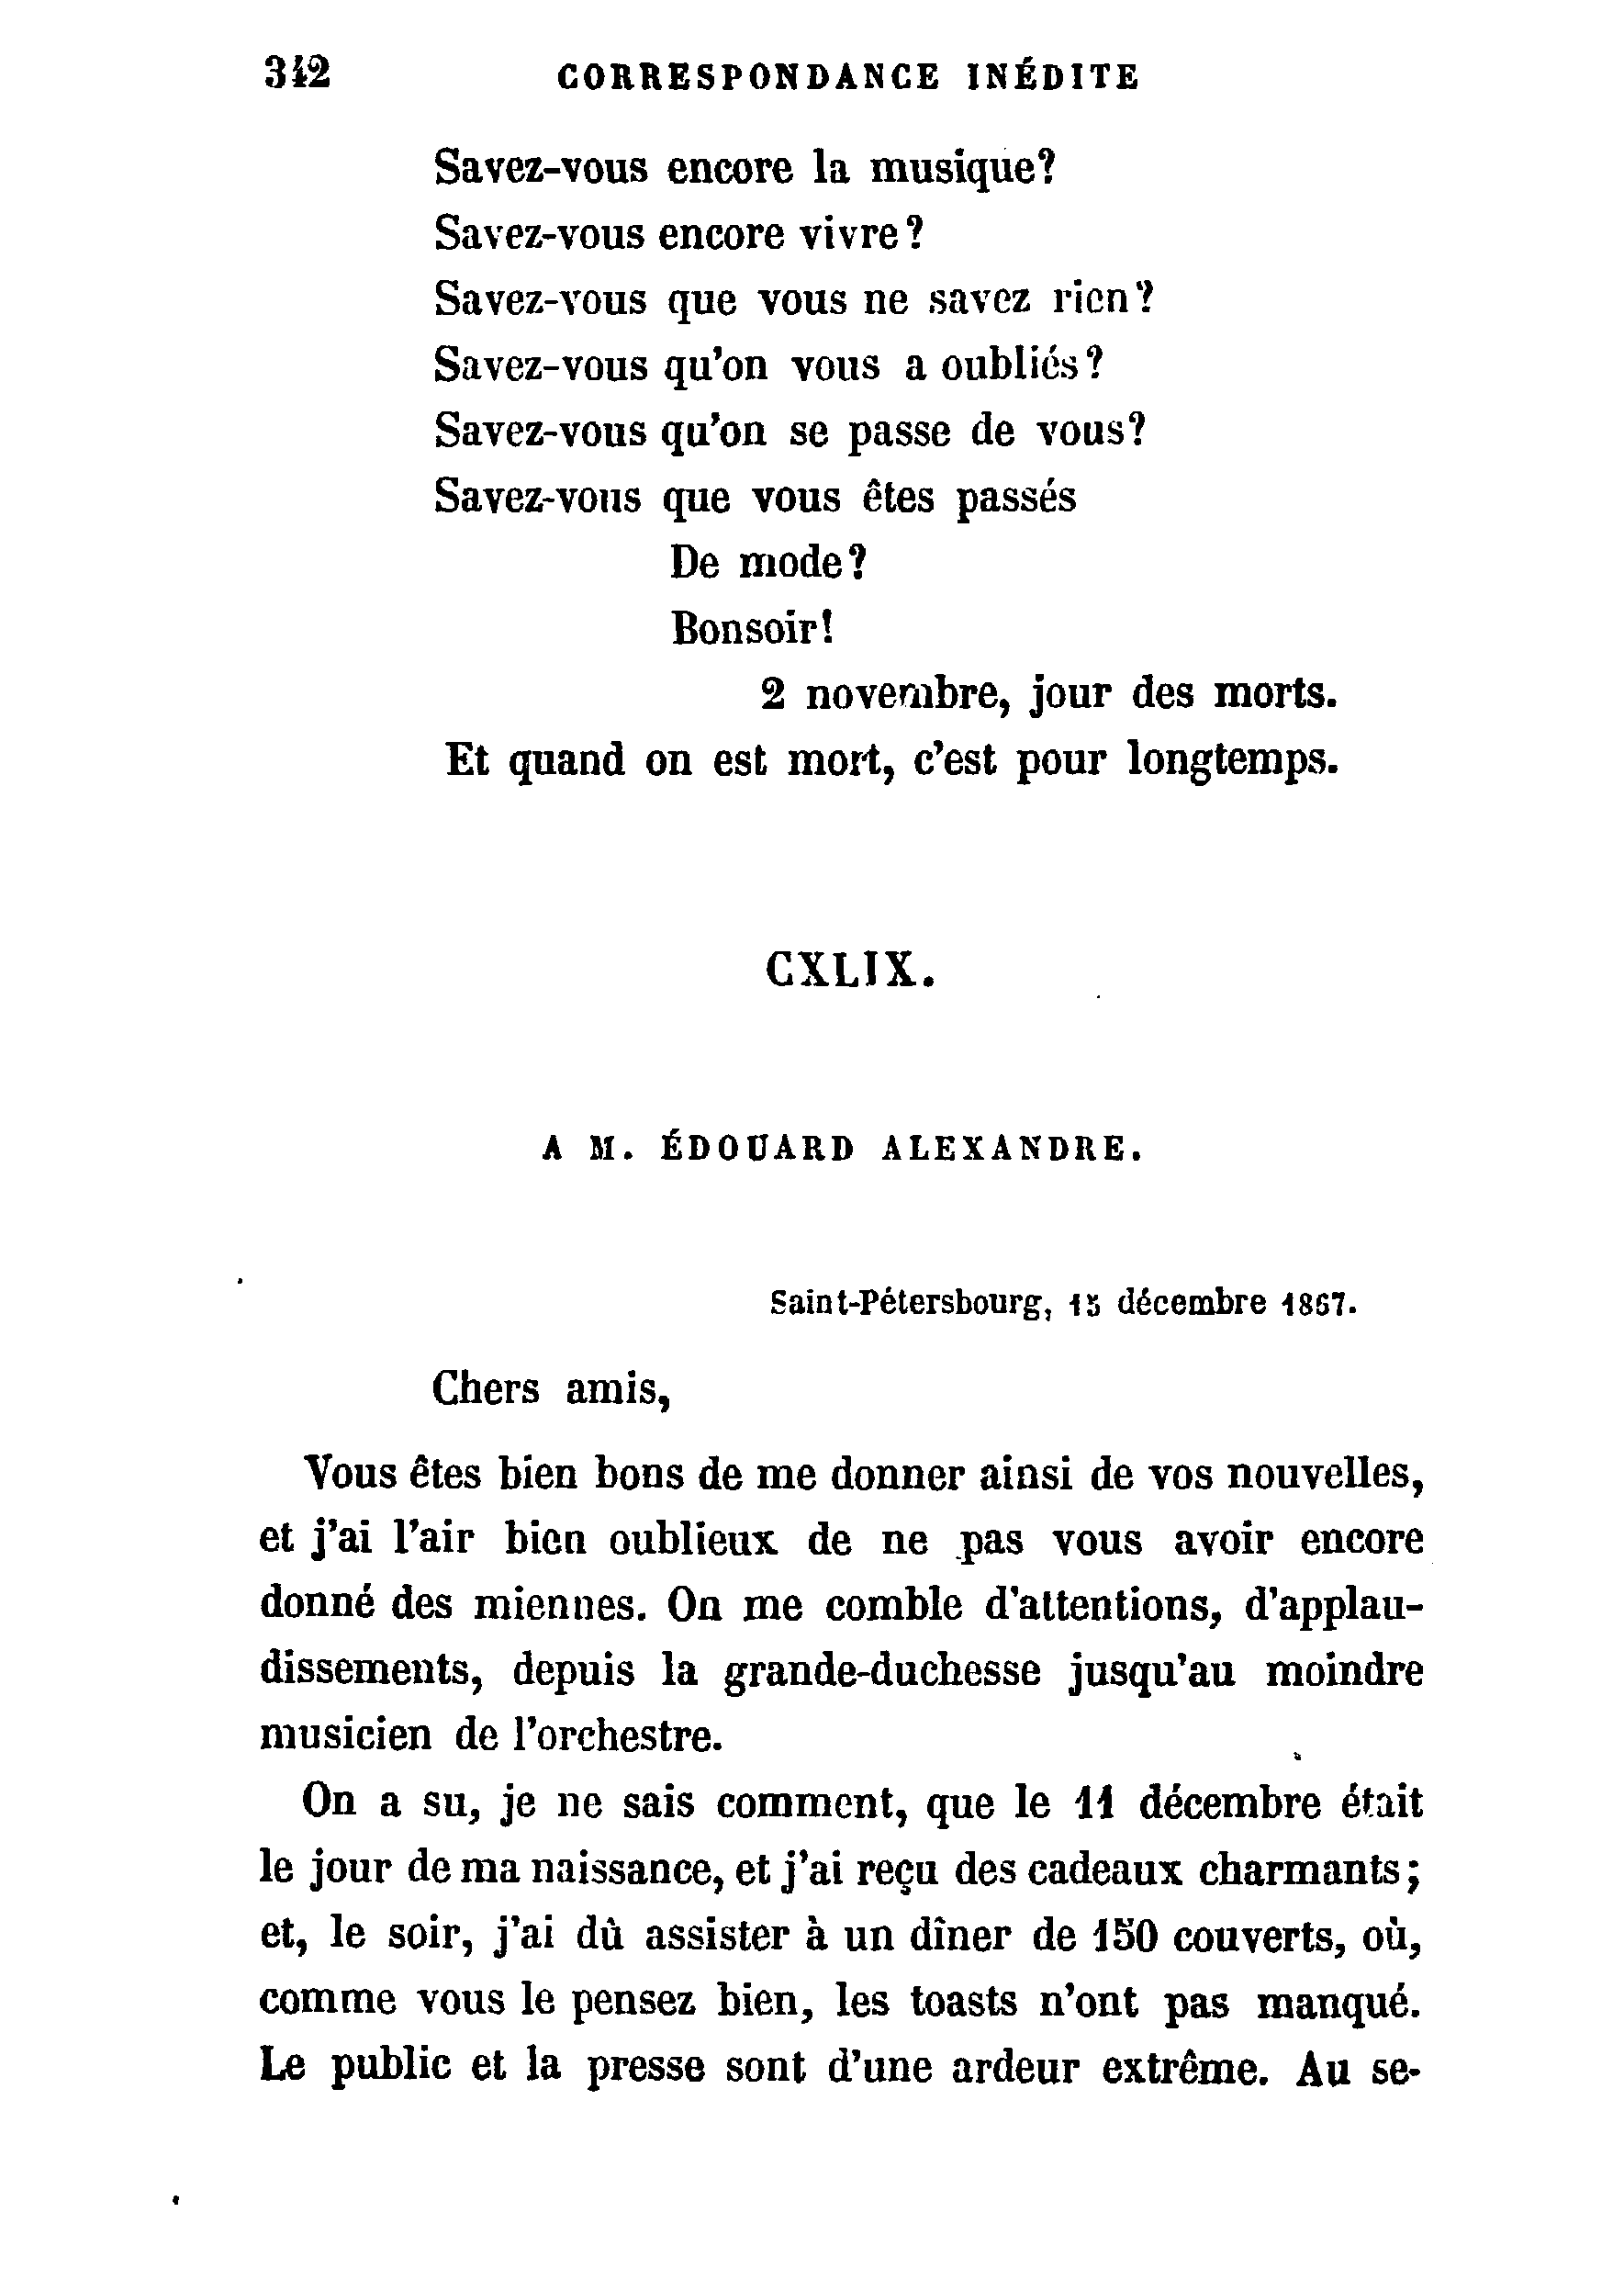 342 CORRESPONDANCE INÉDITE
Savez-vous encore la musique?
Savez-vous encore vivre?
Savez-vous que vous ne savez rien?
Savez-vous qu'on vous a oubliés?
Savez-vous qu'on se passe de vous?
Savez-vous que vous êtes passés
De mode?
Bonsoir!
2 novembre, jour des morts.
Et quand on est mort, c'est pour longtemps.
CXLIX.
A M. ÉDOUARD ALEXANDRE.
Saint-Pétersbourg, 15 décembre 1867.
Chers amis,
Vous êtes bien bons de me donner ainsi de vos nouvelles,
et j'ai l'air bien oublieux de ne pas vous avoir encore
donné des miennes. On me comble d'attentions, d'applau-
dissements, depuis la grande-duchesse jusqu'au moindre
musicien de l'orchestre.
On a su, je ne sais comment, que le 11 décembre était
le jour de ma naissance, et j'ai reçu des cadeaux charmants;
et, le soir, j'ai dû assister à un dîner de 150 couverts, où,
comme vous le pensez bien, les toasts n'ont pas manqué.
Le public et la presse sont d'une ardeur extrême. Au se-